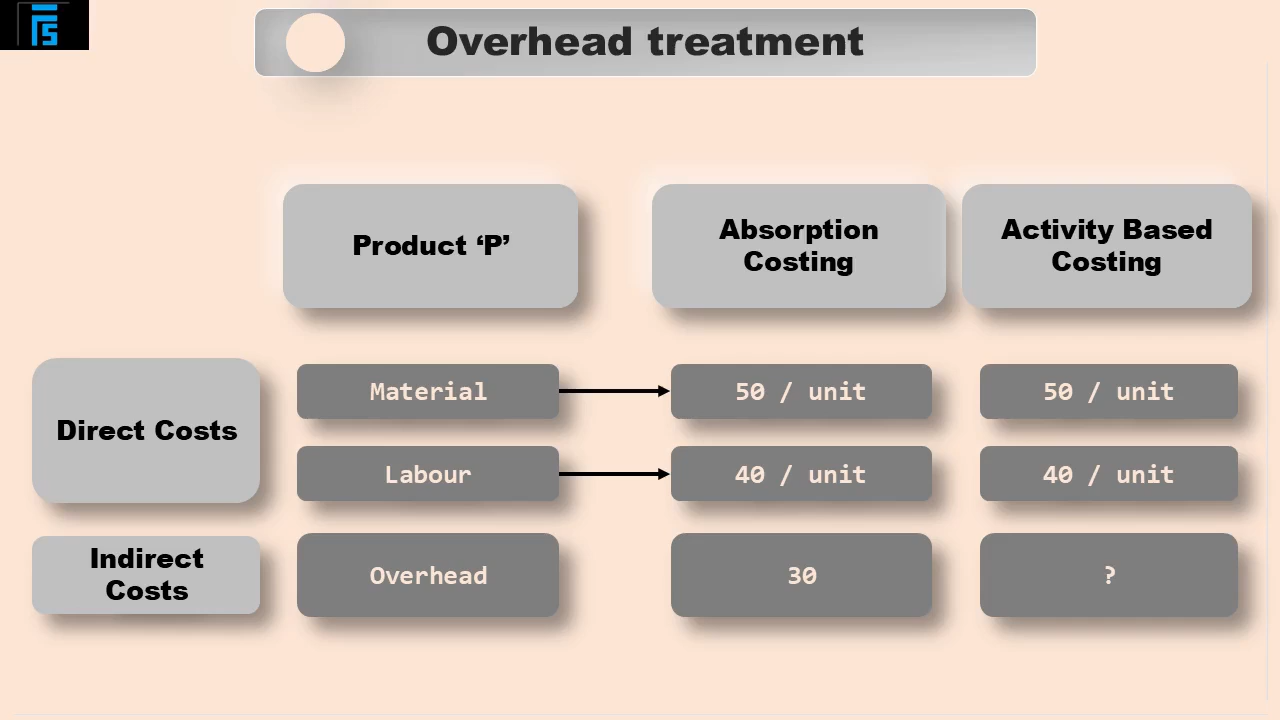 Overhead treatment
Product ‘P’
Absorption
Costing
Activity Based
Costing
Direct Costs
Material
50 / unit
50 / unit
Labour
40 / unit
40 / unit
Indirect
Costs
Overhead
30
?